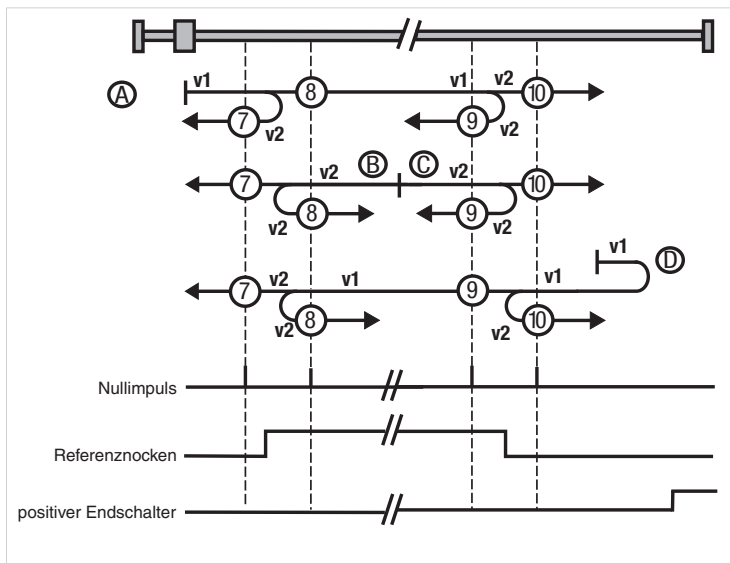 v1 8 v1 v2 10
A
7 v2 9 v2
B C
7 v2 v2 10
v2 8 9 v2
v1 D
7 v2 v1 9 v1
v2 8 v2 10
Nullimpuls
Referenznocken
positiver Endschalter